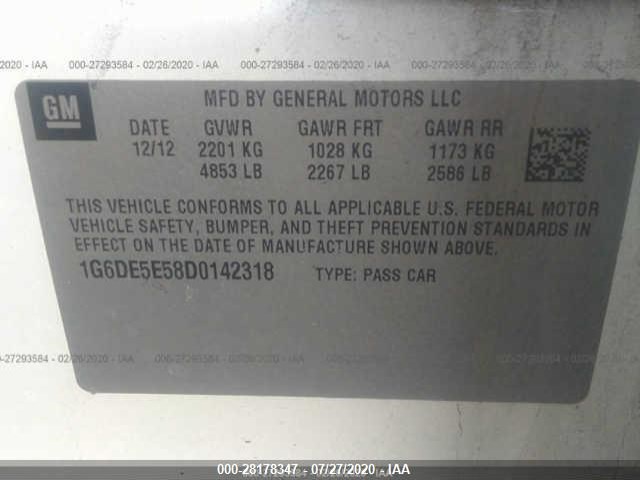 000-27293584 / 02/26/2020 - IAA
GM
MFD BY GENERAL MOTORS LLC
DATE GVWR GAWR FRT GAWR RR
12/12 2201 KG 1028 KG 1173 KG
4853 LB 2267 LB 2586 LB
THIS VEHICLE CONFORMS TO ALL APPLICABLE U.S. FEDERAL MOTOR
VEHICLE SAFETY, BUMPER, AND THEFT PREVENTION STANDARDS IN
EFFECT ON THE DATE OF MANUFACTURE SHOWN ABOVE.
1G6DE5E58D0142318 TYPE: PASS CAR
000-27293584 / 02/26/2020 - IAA
000-28178347 / 07/27/2020 - IAA